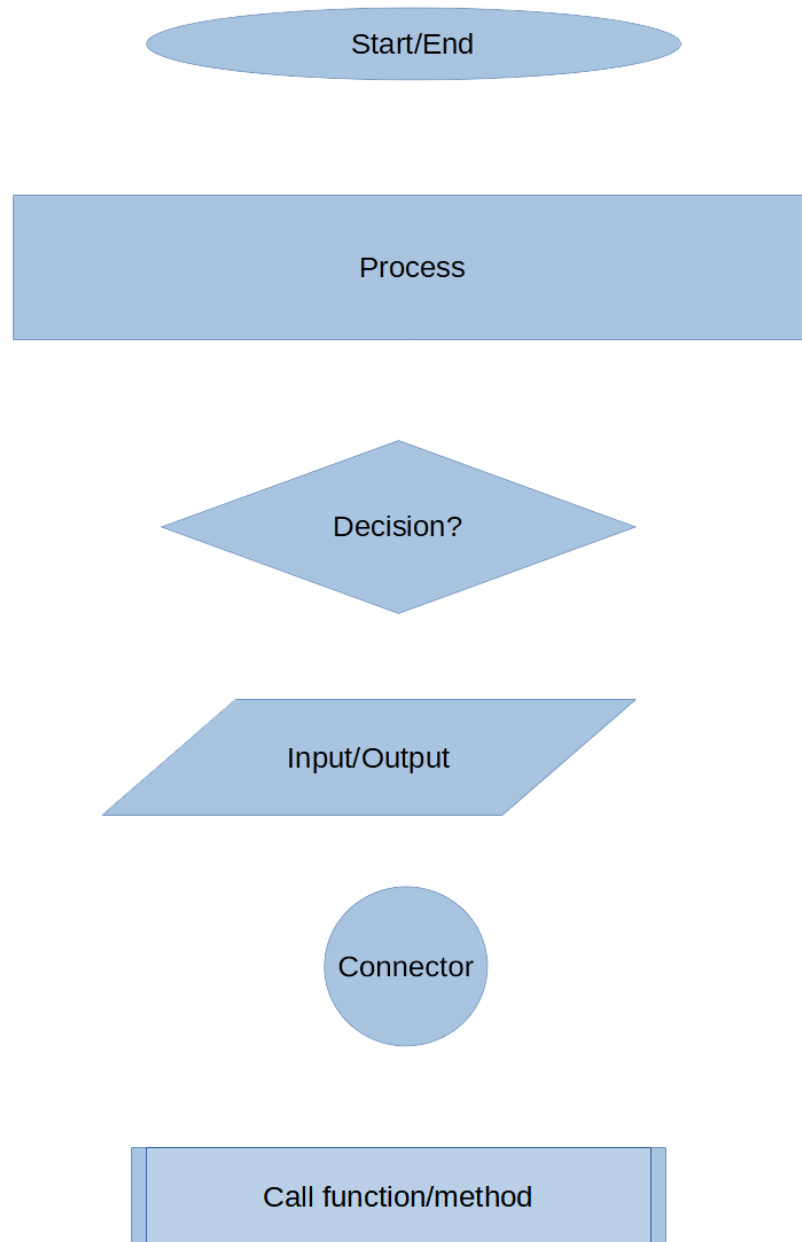 Start/End
Process
Decision?
Input/Output
Connector
Call function/method